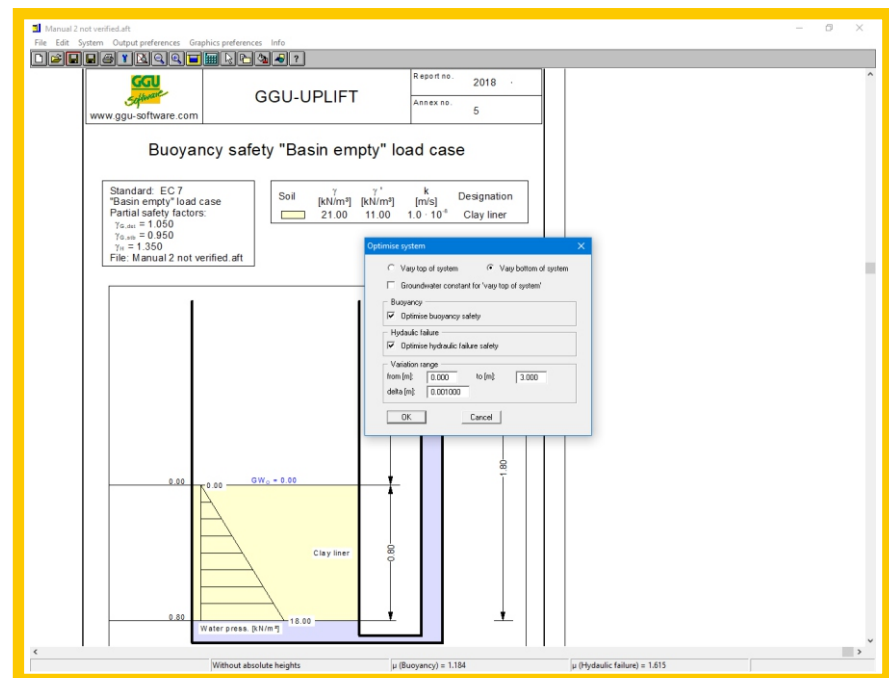 Manual 2 not verified.aft
File Edit System Output preferences Graphics preferences Info
GGU
Software
www.ggu-software.com
GGU-UPLIFT
Report no.
2018
Annex no.
5
Buoyancy safety "Basin empty" load case
Standard: EC 7
"Basin empty" load case
Partial safety factors:
γG,dst = 1.050
γG,stb = 0.950
γH = 1.350
File: Manual 2 not verified.aft
Soil γ [kN/m³] γ' [kN/m³] k [m/s] Designation
21.00 11.00 1.0 · 10⁻⁶ Clay liner
Optimise system
Vary top of system Vary bottom of system
Groundwater constant for 'vary top of system'
Buoyancy
Optimise buoyancy safety
Hydaulic failure
Optimise hydraulic failure safety
Variation range
from [m]: 0.000 to [m]: 3.000
delta [m]: 0.001000
OK Cancel
1.80
0.00
0.00
GW₀ = 0.00
Clay liner
0.80
0.80
18.00
Water press. [kN/m²]
Without absolute heights μ (Buoyancy) = 1.184 μ (Hydaulic failure) = 1.615